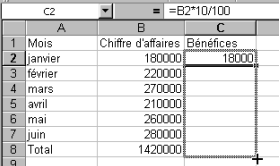 C2 = =B2*10/100
A B C
1 Mois Chiffre d'affaires Bénéfices
2 janvier 180000 18000
3 février 220000
4 mars 270000
5 avril 210000
6 mai 260000
7 juin 280000
8 Total 1420000
9